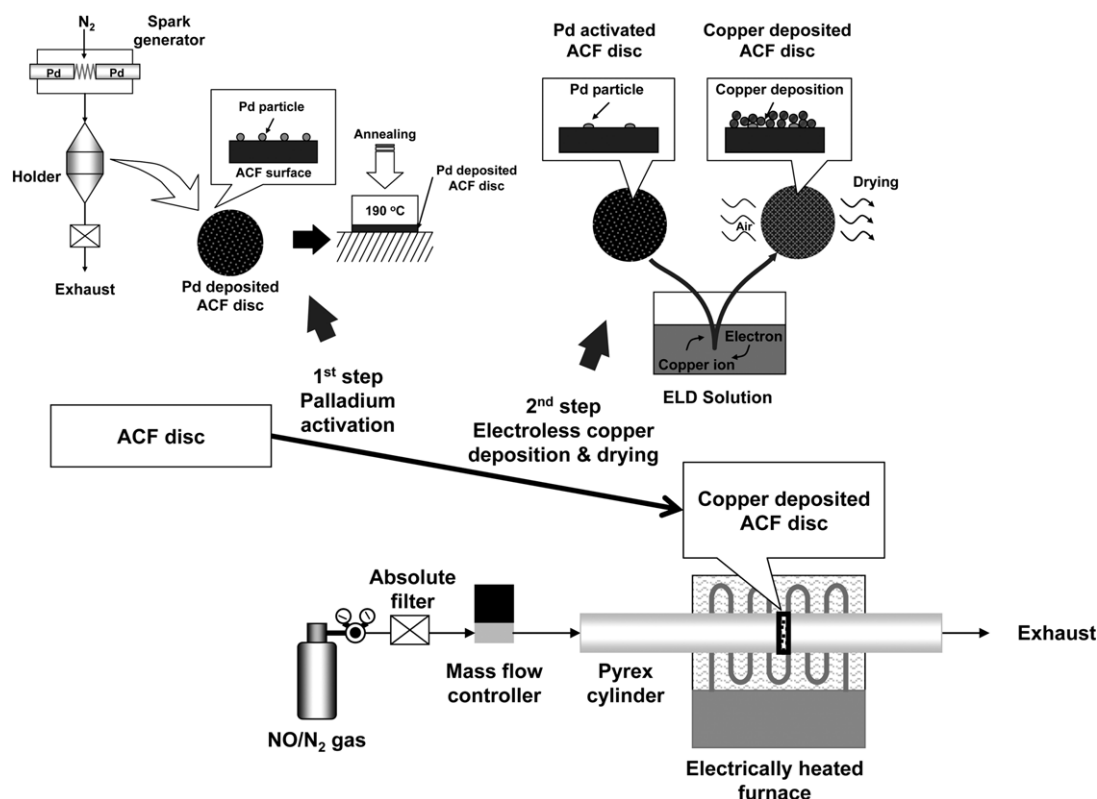 N₂
Spark
generator
Pd
Pd
Holder
Exhaust
Pd particle
ACF surface
Pd deposited
ACF disc
Annealing
190 ºC
Pd deposited
ACF disc
1st step
Palladium
activation
Pd activated
ACF disc
Pd particle
Copper deposited
ACF disc
Copper deposition
Drying
Air
Electron
Copper ion
ELD Solution
2nd step
Electroless copper
deposition & drying
ACF disc
Copper deposited
ACF disc
Absolute
filter
Mass flow
controller
NO/N₂ gas
Pyrex
cylinder
Exhaust
Electrically heated
furnace